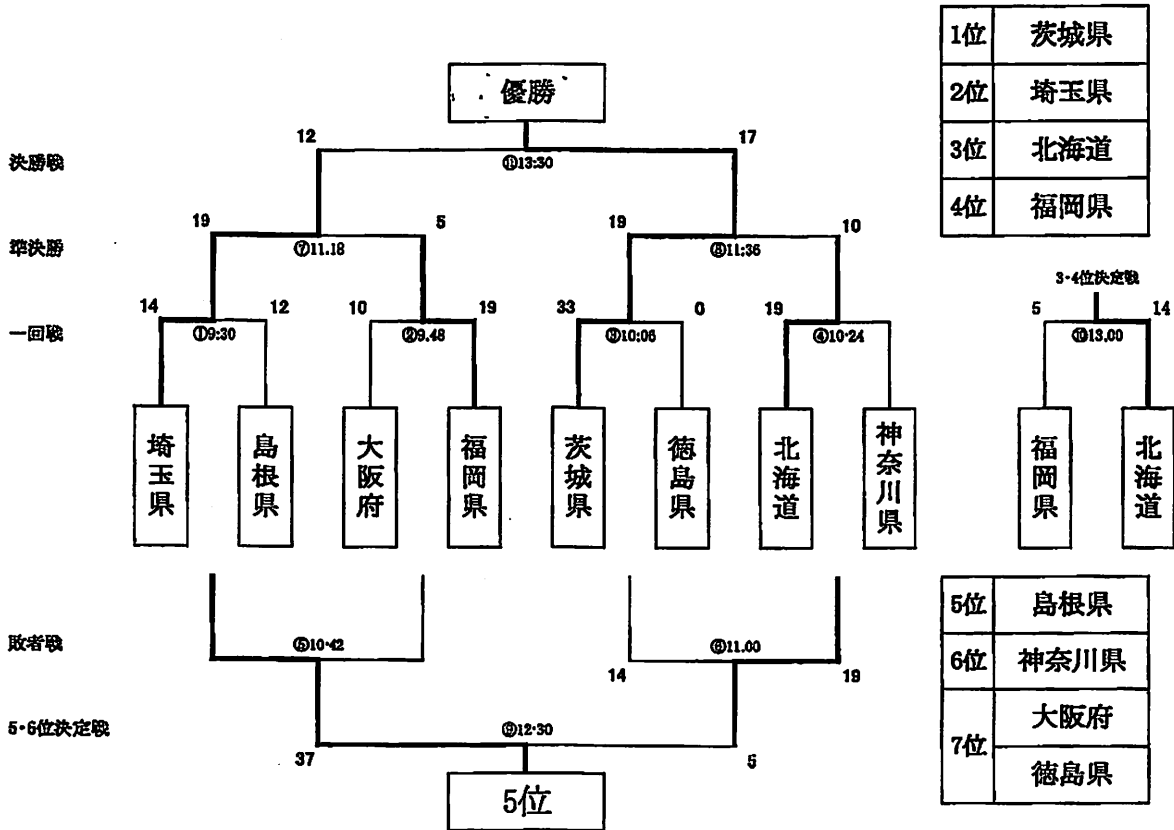 1位 茨城県
2位 埼玉県
3位 北海道
4位 福岡県
優勝
12 17
決勝戦 ⑪13:30
19 5 19 10
準決勝 ⑦11.18 ⑧11:36
3・4位決定戦
14 12 10 19 33 0 19 5 14
一回戦 ①9:30 ②9.48 ③10:06 ④10・24 ⑩13.00
埼玉県 島根県 大阪府 福岡県 茨城県 徳島県 北海道 神奈川県 福岡県 北海道
敗者戦 ⑤10・42 ⑥11.00
14 19
5・6位決定戦 ⑨12・30
37 5
5位
5位 島根県
6位 神奈川県
7位 大阪府
徳島県